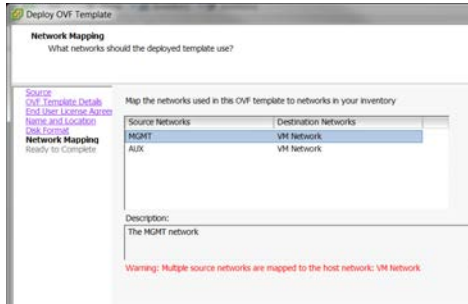 Deploy OVF Template
Network Mapping
What networks should the deployed template use?
Source
OVF Template Details
End User License Agreen
Name and Location
Disk Format
Network Mapping
Ready to Complete
Map the networks used in this OVF template to networks in your inventory
Source Networks Destination Networks
MGMT VM Network
AUX VM Network
Description:
The MGMT network
Warning: Multiple source networks are mapped to the host network: VM Network